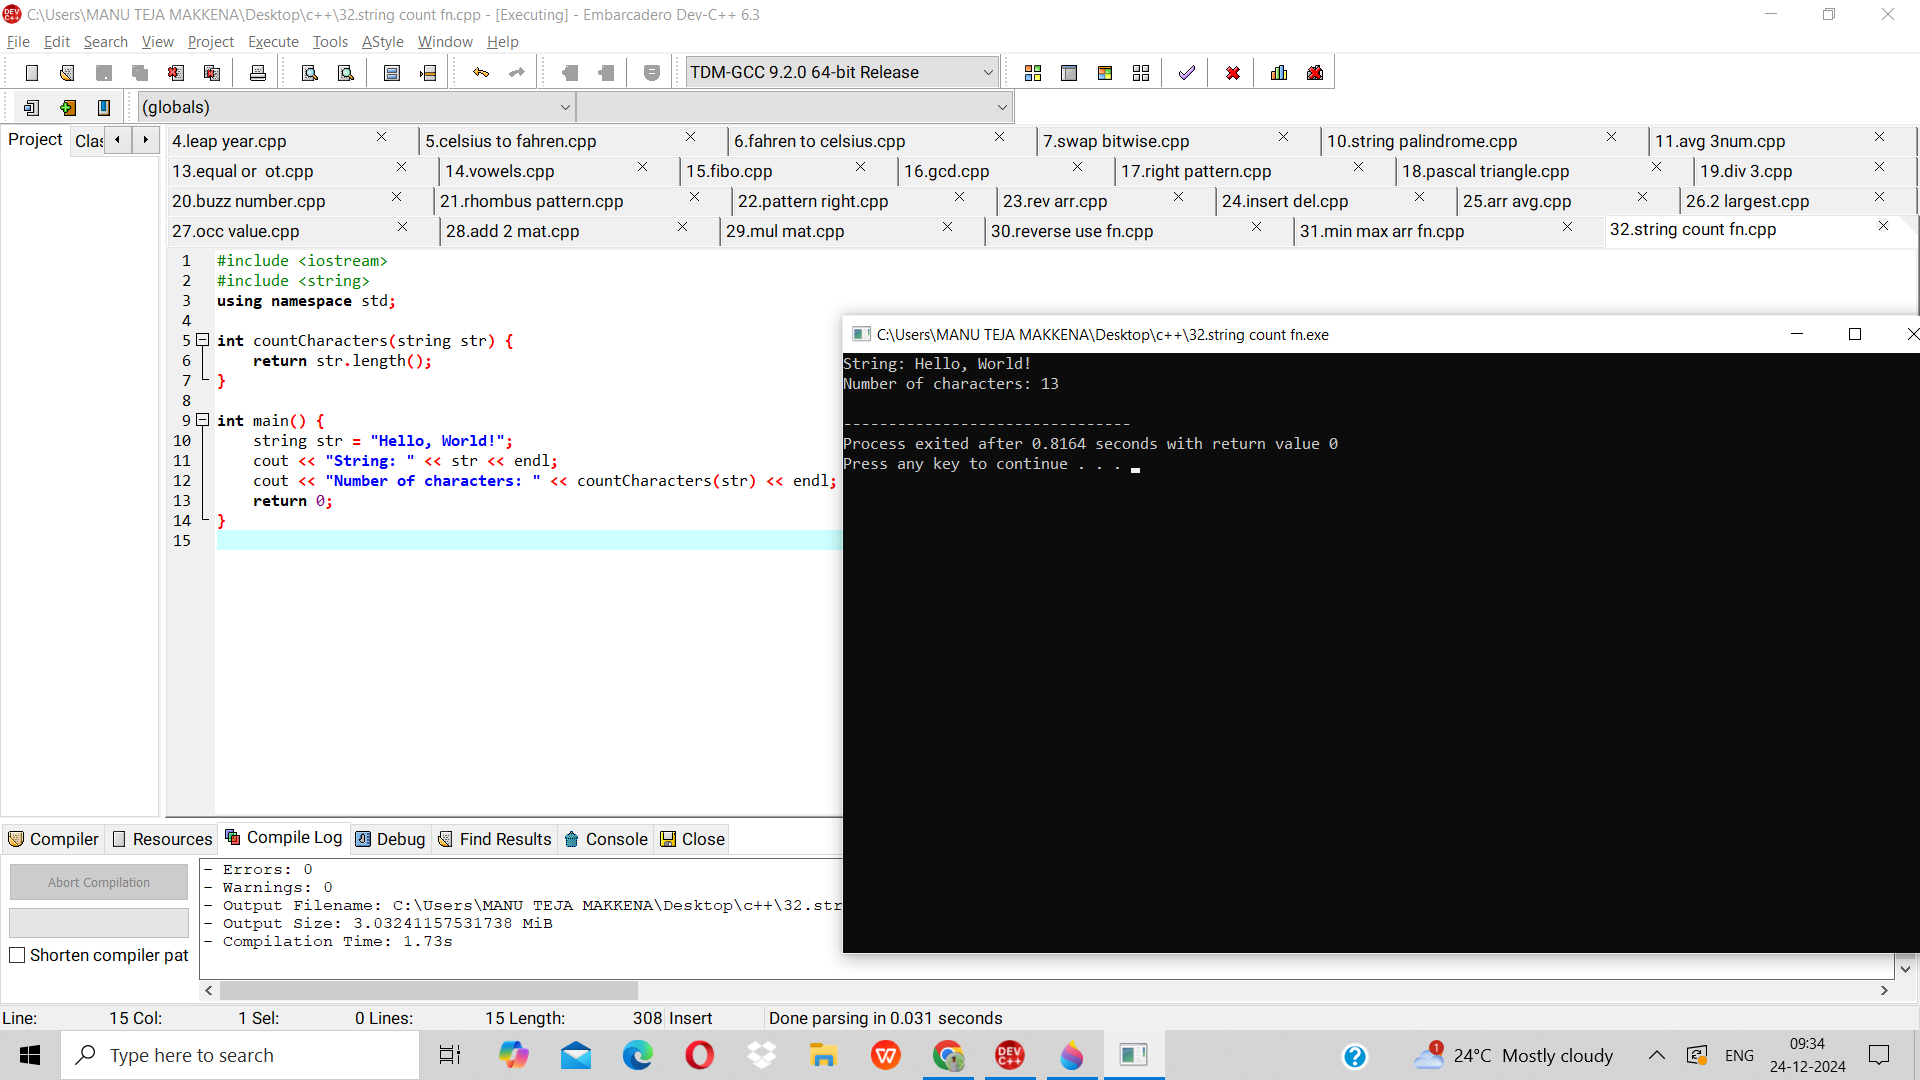 C:\Users\MANU TEJA MAKKENA\Desktop\c++\32.string count fn.cpp - [Executing] - Embarcadero Dev-C++ 6.3
File Edit Search View Project Execute Tools AStyle Window Help
TDM-GCC 9.2.0 64-bit Release
(globals)
Project Clas
4.leap year.cpp 5.celsius to fahren.cpp 6.fahren to celsius.cpp 7.swap bitwise.cpp 10.string palindrome.cpp 11.avg 3num.cpp
13.equal or  ot.cpp 14.vowels.cpp 15.fibo.cpp 16.gcd.cpp 17.right pattern.cpp 18.pascal triangle.cpp 19.div 3.cpp
20.buzz number.cpp 21.rhombus pattern.cpp 22.pattern right.cpp 23.rev arr.cpp 24.insert del.cpp 25.arr avg.cpp 26.2 largest.cpp
27.occ value.cpp 28.add 2 mat.cpp 29.mul mat.cpp 30.reverse use fn.cpp 31.min max arr fn.cpp 32.string count fn.cpp
1 #include <iostream>
2 #include <string>
3 using namespace std;
4
5 int countCharacters(string str) {
6 return str.length();
7 }
8
9 int main() {
10 string str = "Hello, World!";
11 cout << "String: " << str << endl;
12 cout << "Number of characters: " << countCharacters(str) << endl;
13 return 0;
14 }
15
C:\Users\MANU TEJA MAKKENA\Desktop\c++\32.string count fn.exe
String: Hello, World!
Number of characters: 13
--------------------------------
Process exited after 0.8164 seconds with return value 0
Press any key to continue . . .
Compiler Resources Compile Log Debug Find Results Console Close
Abort Compilation
Shorten compiler pat
- Errors: 0
- Warnings: 0
- Output Filename: C:\Users\MANU TEJA MAKKENA\Desktop\c++\32.str
- Output Size: 3.03241157531738 MiB
- Compilation Time: 1.73s
Line: 15 Col: 1 Sel: 0 Lines: 15 Length: 308 Insert Done parsing in 0.031 seconds
Type here to search
DEV C++
1
24°C Mostly cloudy
ENG
09:34
24-12-2024